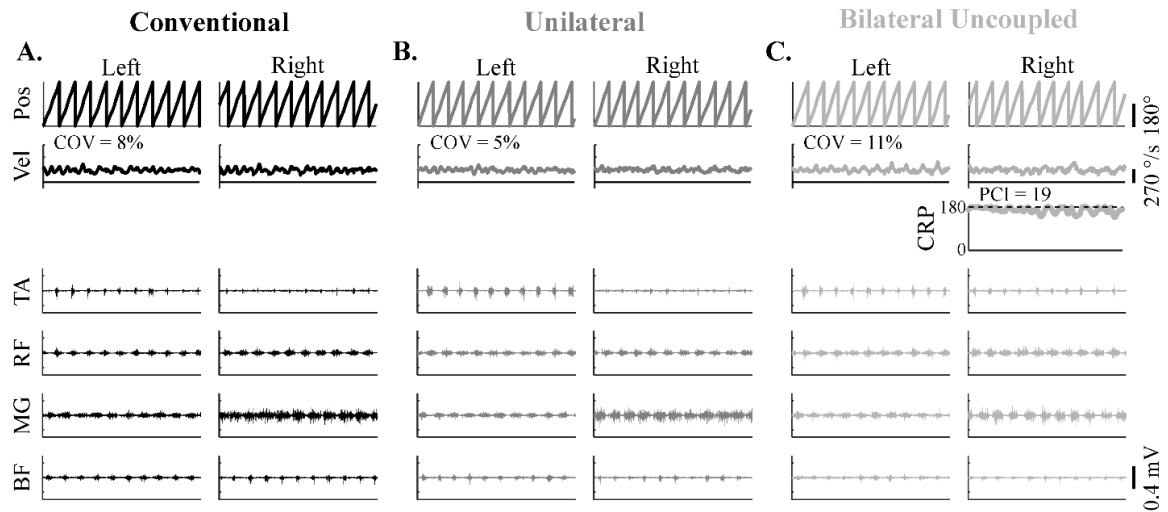 Conventional
Unilateral
Bilateral Uncoupled
A.
B.
C.
Left
Right
Left
Right
Left
Right
Pos
180°
COV = 8%
COV = 5%
COV = 11%
Vel
270 °/s
PCI = 19
CRP
180
0
TA
RF
MG
BF
0.4 mV